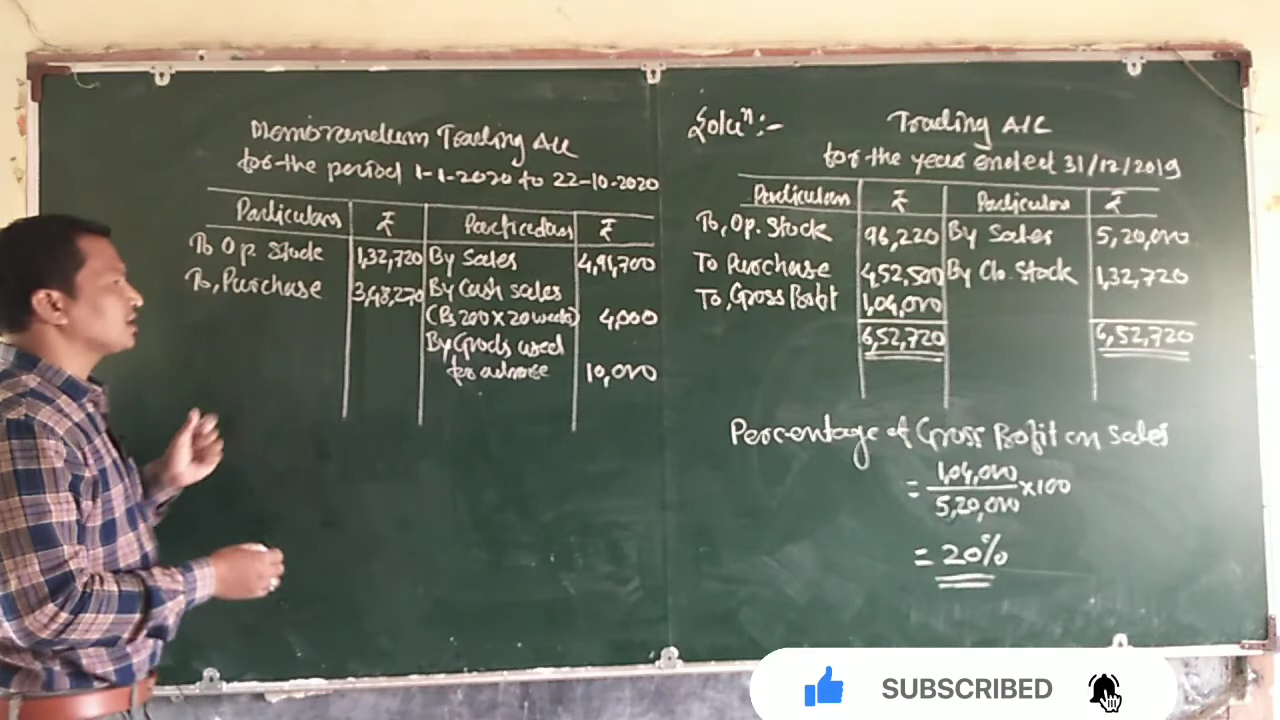 Memorandum Trading A/c
for the period 1-1-2020 to 22-10-2020
Particulars ₹ Particulars ₹
To Op. Stock 1,32,720 By Sales 4,91,700
To, Purchase 3,48,270 By Cash sales
(Rs 200 × 20 weeks) 4,000
By Goods used
for advise 10,000
Soluⁿ:-
Trading A/C
for the year ended 31/12/2019
Particulars ₹ Particulars ₹
To, Op. Stock 96,220 By Sales 5,20,000
To Purchase 4,52,500 By Clo. Stock 1,32,720
To, Gross Profit 1,04,000
6,52,720 6,52,720
Percentage of Gross Profit on Sales
= 1,04,000
5,20,000 × 100
= 20%
SUBSCRIBED